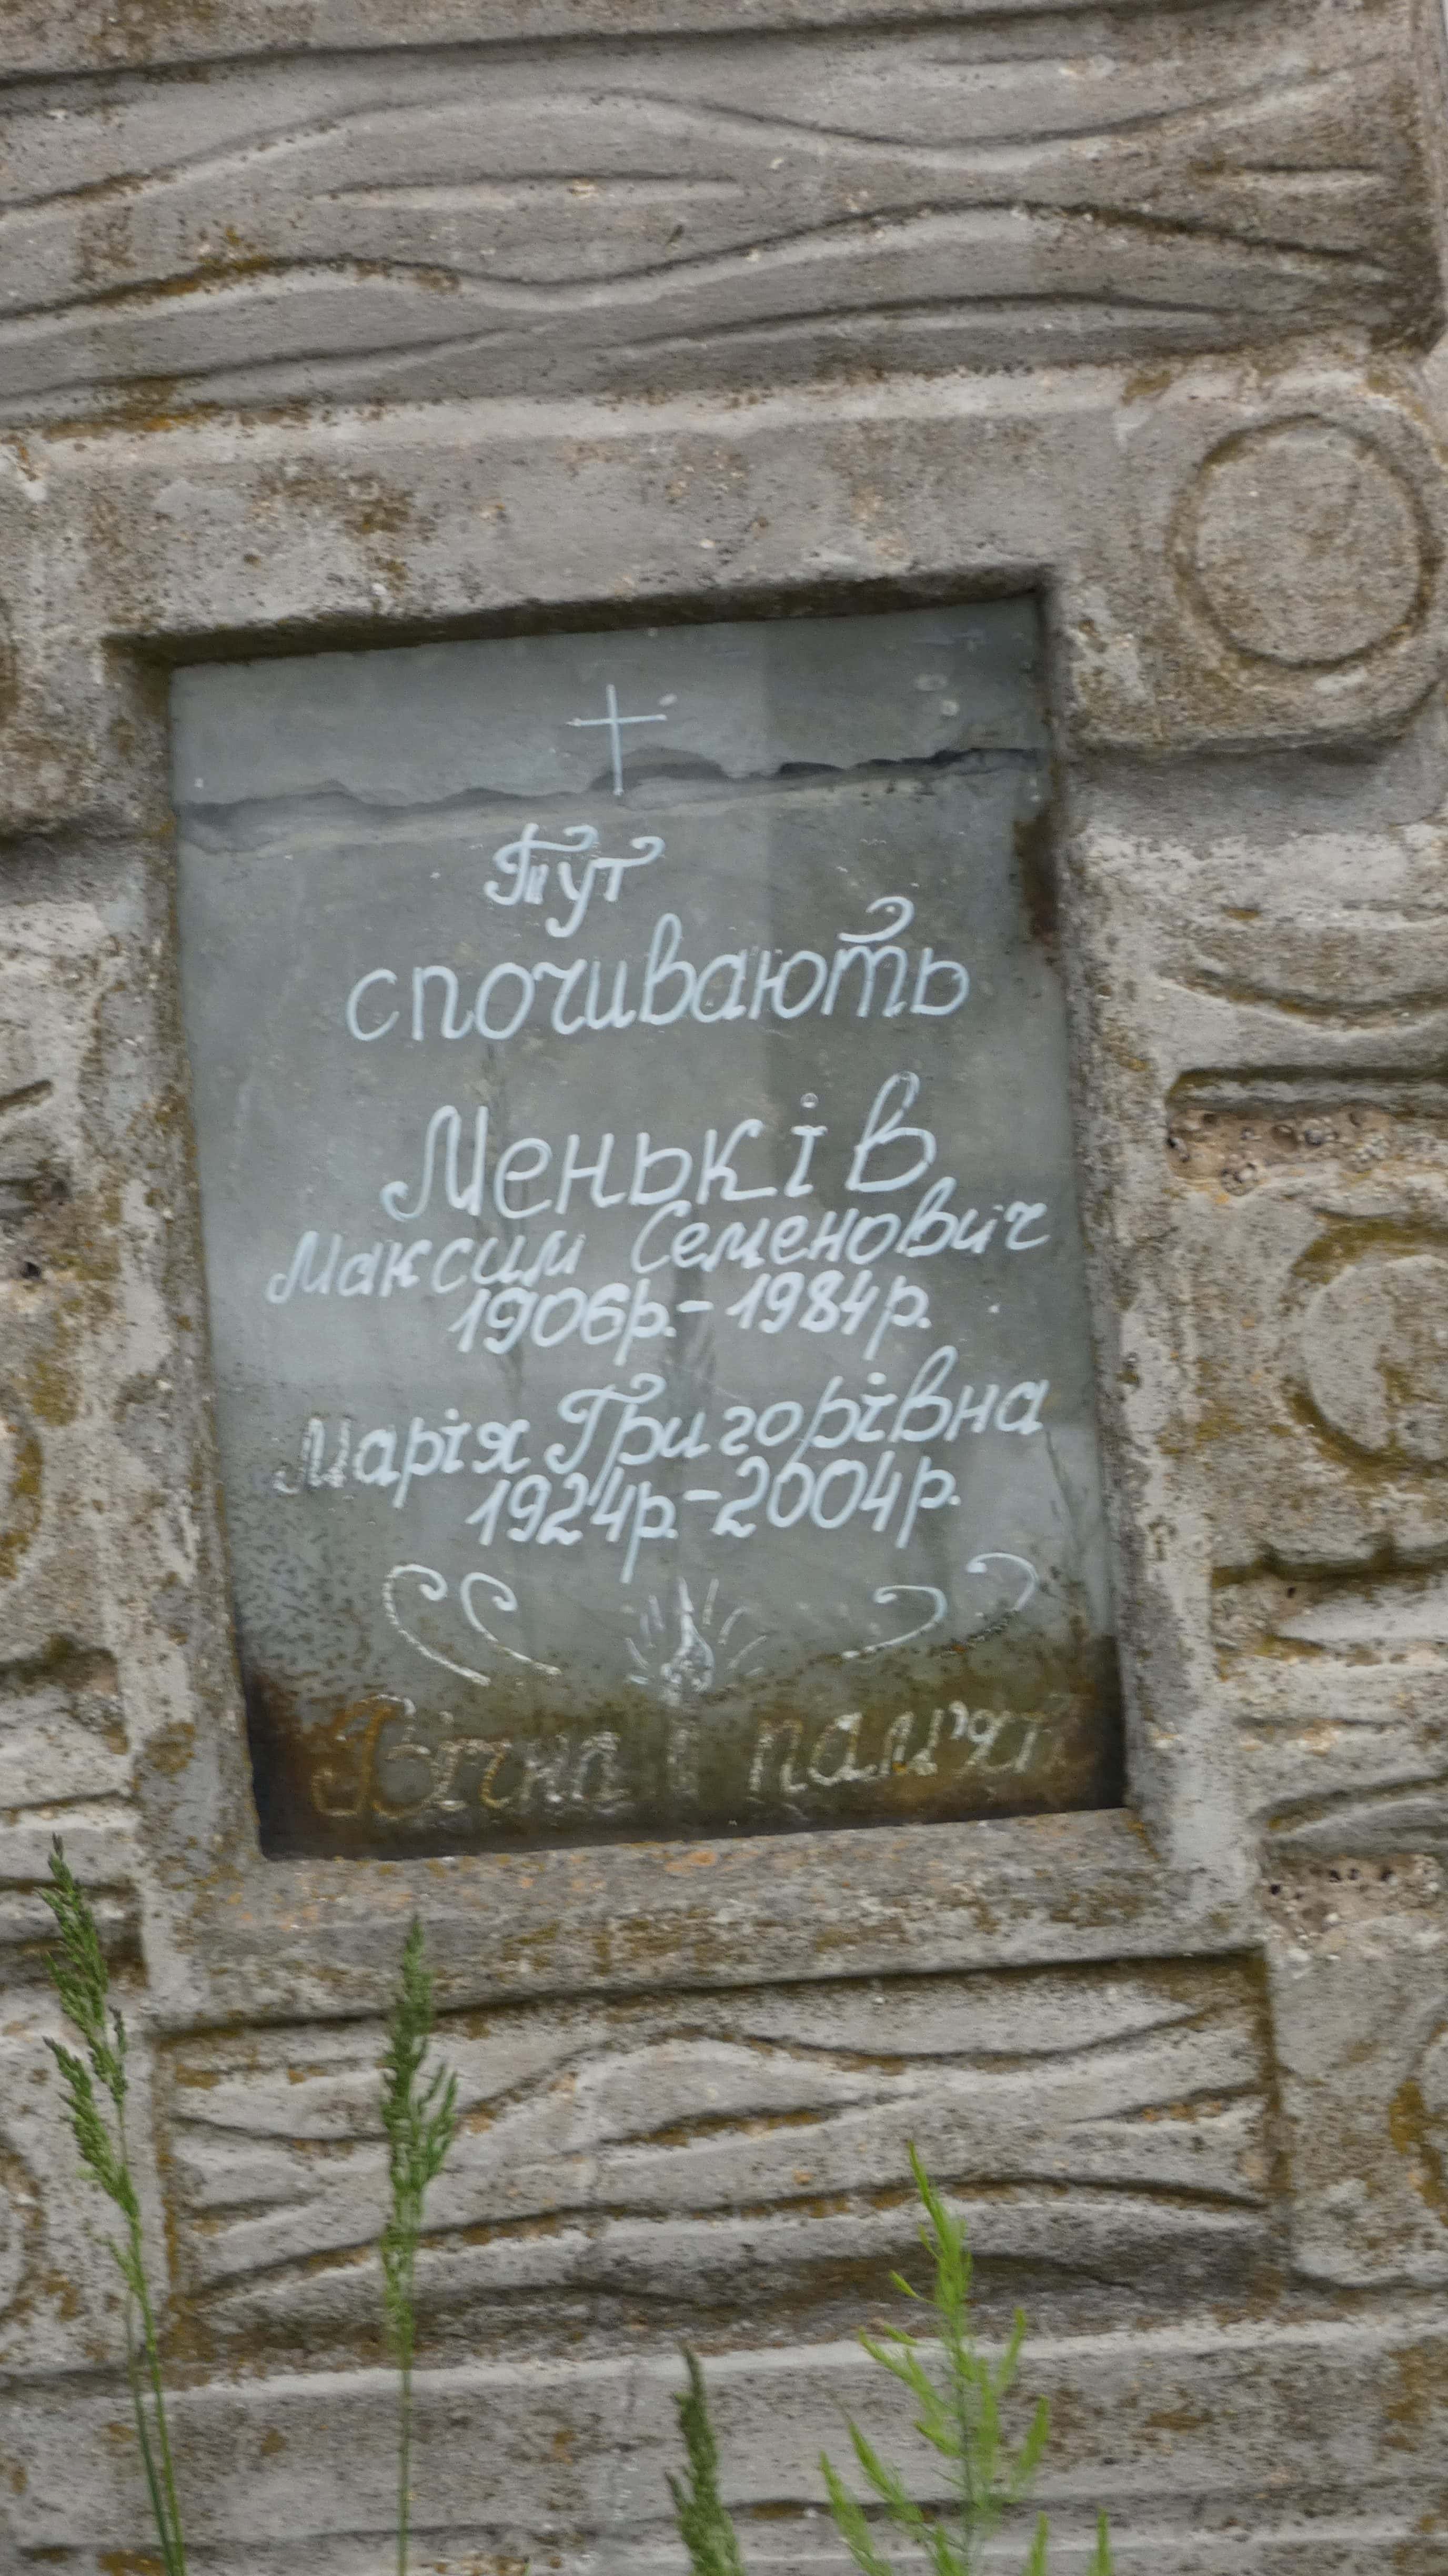 Тут
спочивають
Меньків
Максим Семенович
1906р.-1984р.
Марія Григорівна
1924р.-2004р.
Вічна пам'ять